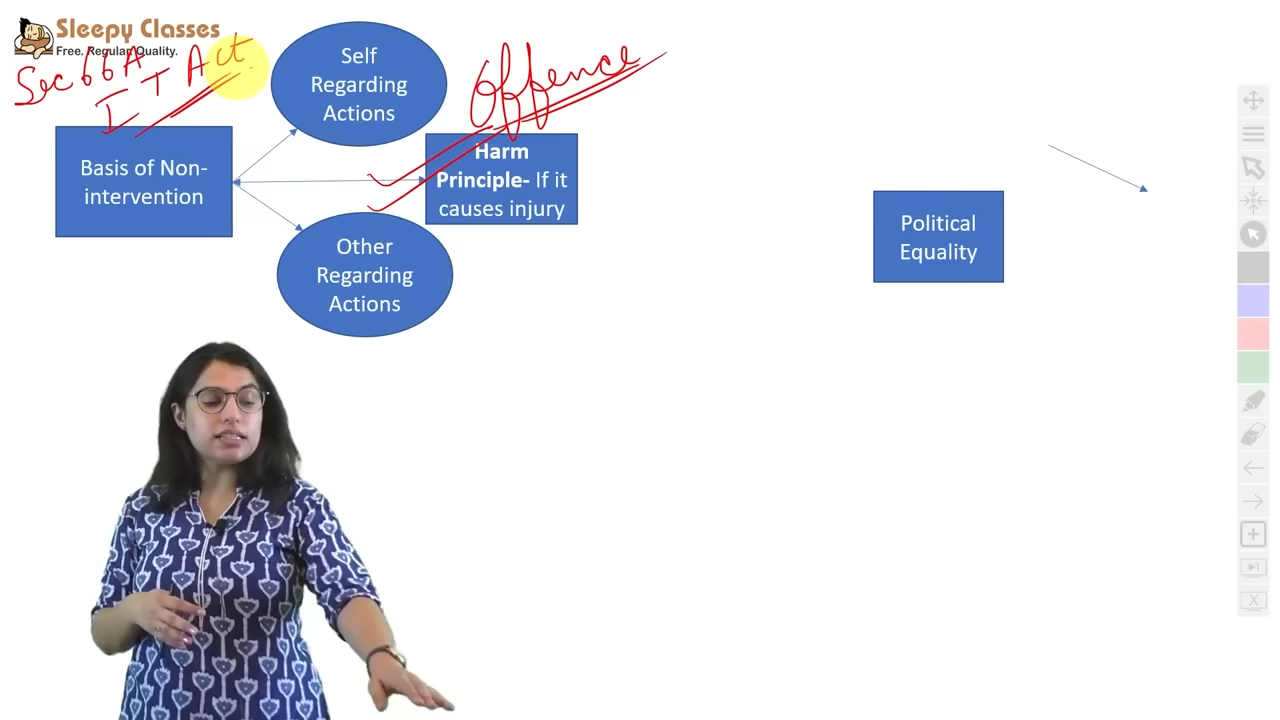 Sleepy Classes
Free. Regular. Quality.
Sec 66A
I T Act
Self
Regarding
Actions
Offence
Basis of Non-
intervention
Harm
Principle- If it
causes injury
Other
Regarding
Actions
Political
Equality